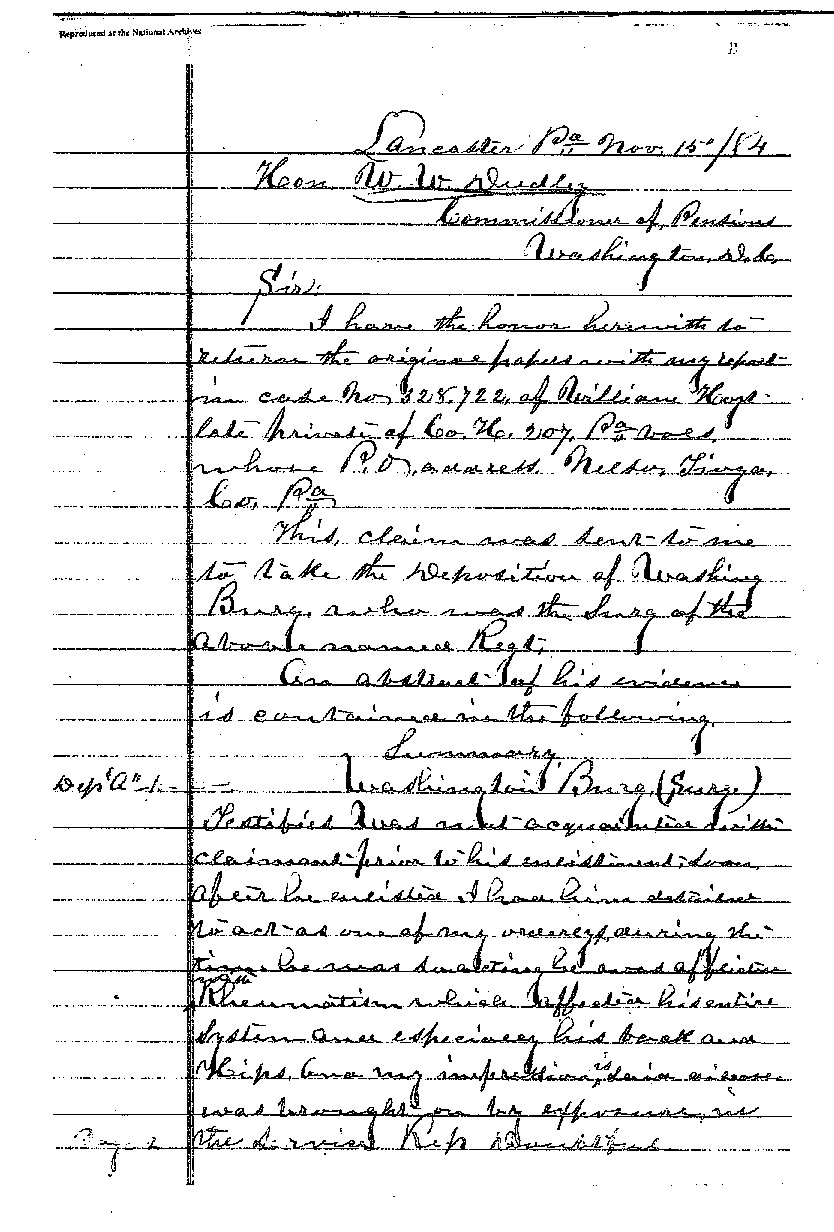 Reproduced at the National Archives
Lancaster Pa Nov. 15"/84
Hon W. W. Dudley
Commissioner of Pensions
Washington, D.C.
Sir:
I have the honor herewith to
return the original papers with my report
in case No 328.722, of William Hoyt
late private of Co. H. 207, Pa vols,
whose P.O. address Nelson, Tioga,
Co, Pa
This, claim was sent to me
to take the Deposition of Washing
Burg, who was the Surg of the
above named Regt;
An abstract of his evidence
is contained in the following,
Summary,
Dep "A" 1. Washington Burg, (Surge)
Testified I was not acquainted with
claimant prior to his enlistment, soon
after he enlisted I had him detailed
to act as one of my during the
time he was so acting he was afflicted
with
Rheumatism which affected his entire
System and especially his back and
Hips, and my impression, is said disease
was brought on by exposure, in
Page 2 the Service Rep Doubtful